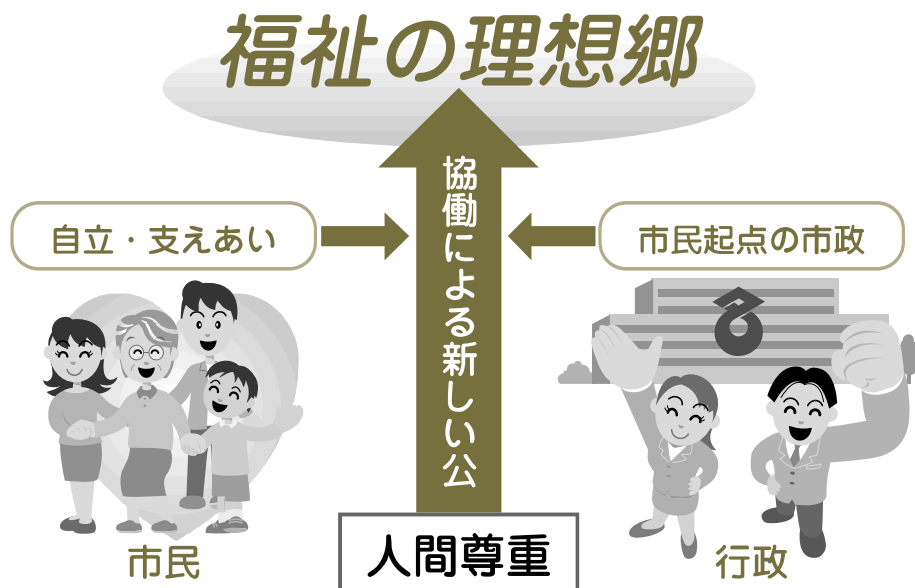 福祉の理想郷
協働による新しい公
自立・支えあい
市民起点の市政
市民
人間尊重
行政